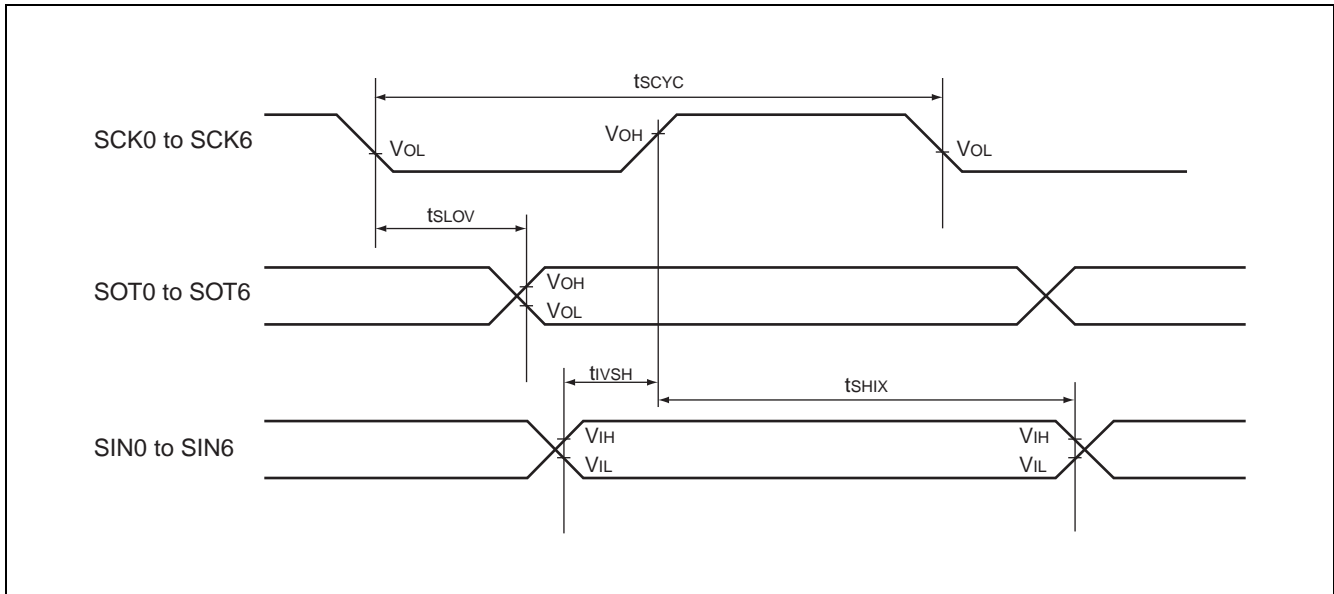 tSCYC
SCK0 to SCK6
VOL
VOH
VOL
tSLOV
SOT0 to SOT6
VOH
VOL
tIVSH
tSHIX
SIN0 to SIN6
VIH
VIL
VIH
VIL